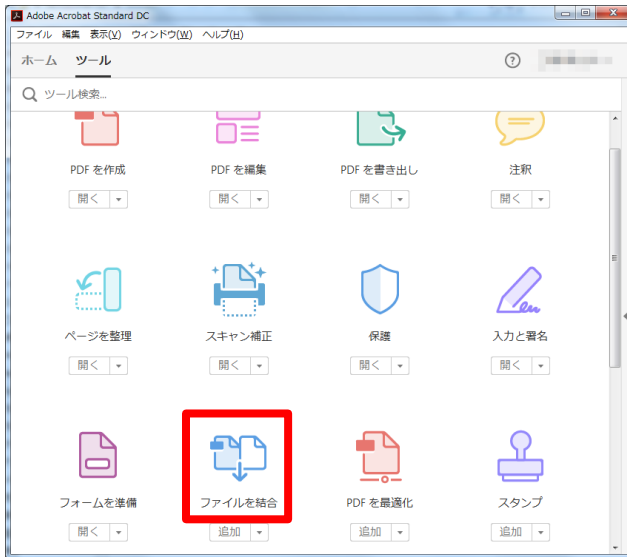 Adobe Acrobat Standard DC
ファイル 編集 表示(V) ウィンドウ(W) ヘルプ(H)
ホーム ツール
ツール検索...
PDF を作成 PDF を編集 PDF を書き出し 注釈
開く 開く 開く 開く
ページを整理 スキャン補正 保護 入力と署名
開く 開く 開く 開く
フォームを準備 ファイルを結合 PDF を最適化 スタンプ
開く 追加 追加 追加